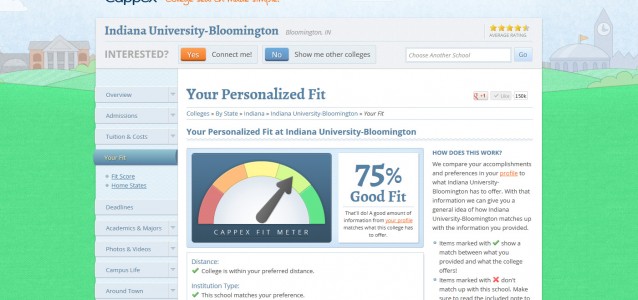 Cappex
College search made simple.
Indiana University-Bloomington Bloomington, IN
AVERAGE RATING
INTERESTED? Yes Connect me! No Show me other colleges
Choose Another School Go
Overview
Admissions
Tuition & Costs
Your Fit
Fit Score
Home States
Deadlines
Academics & Majors
Photos & Videos
Campus Life
Around Town
Your Personalized Fit
+1 Like 150k
Colleges » By State » Indiana » Indiana University-Bloomington » Your Fit
Your Personalized Fit at Indiana University-Bloomington
CAPPEX FIT METER
75%
Good Fit
That'll do! A good amount of
information from your profile
matches what this college has
to offer.
Distance:
College is within your preferred distance.
Institution Type:
This school matches your preference.
HOW DOES THIS WORK?
We compare your accomplishments
and preferences in your profile to
what Indiana University-
Bloomington has to offer. With that
information we can give you a
general idea of how Indiana
University-Bloomington matches up
with the information you provided.
Items marked with ✔ show a
match between what you
provided and what the college
offers!
Items marked with ✖ don't
match up with this school. Make
sure to read the included note to